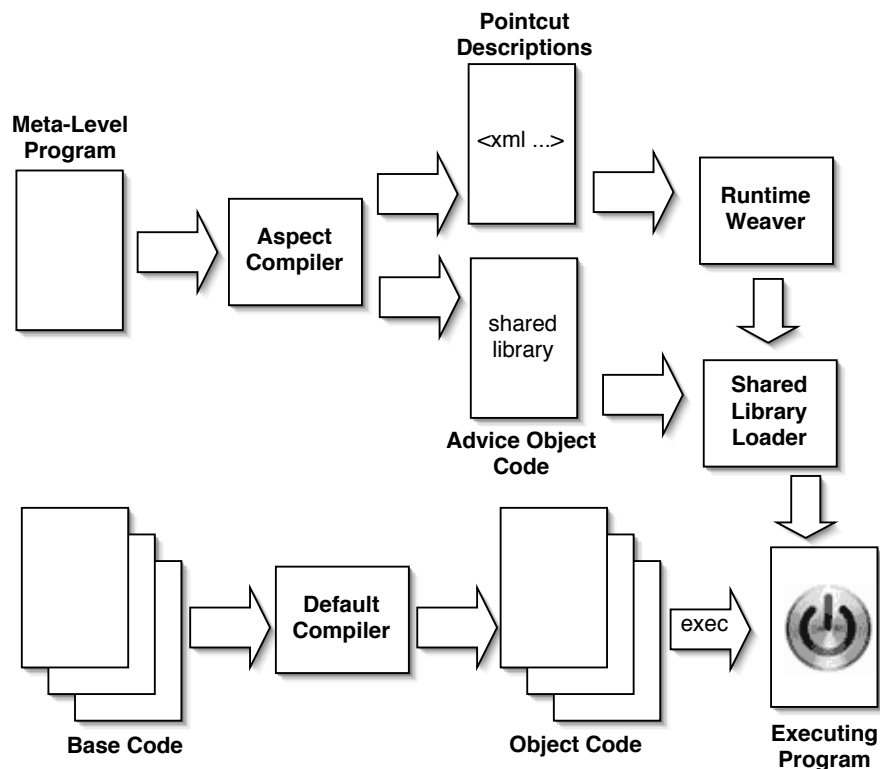 Pointcut
Descriptions
<xml ...>
Meta-Level
Program
Aspect
Compiler
Runtime
Weaver
shared
library
Advice Object
Code
Shared
Library
Loader
Default
Compiler
exec
Base Code
Object Code
Executing
Program